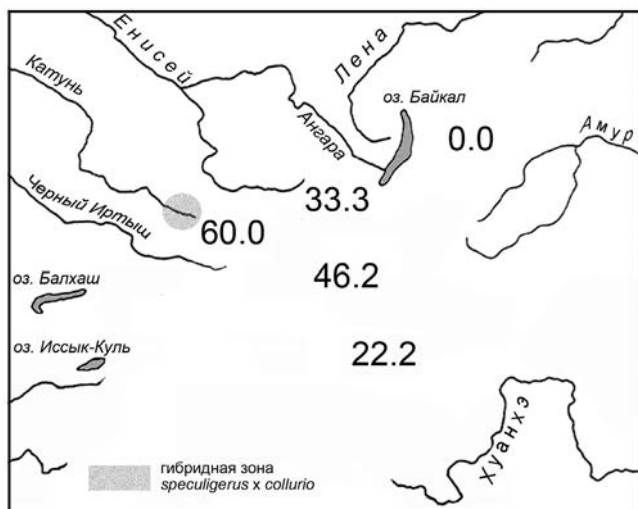 Енисей
Лена
Катунь
оз. Байкал
Ангара
Амур
0.0
33.3
Черный Иртыш
60.0
46.2
оз. Балхаш
оз. Иссык-Куль
22.2
Хуанхэ
гибридная зона
speculigerus x collurio